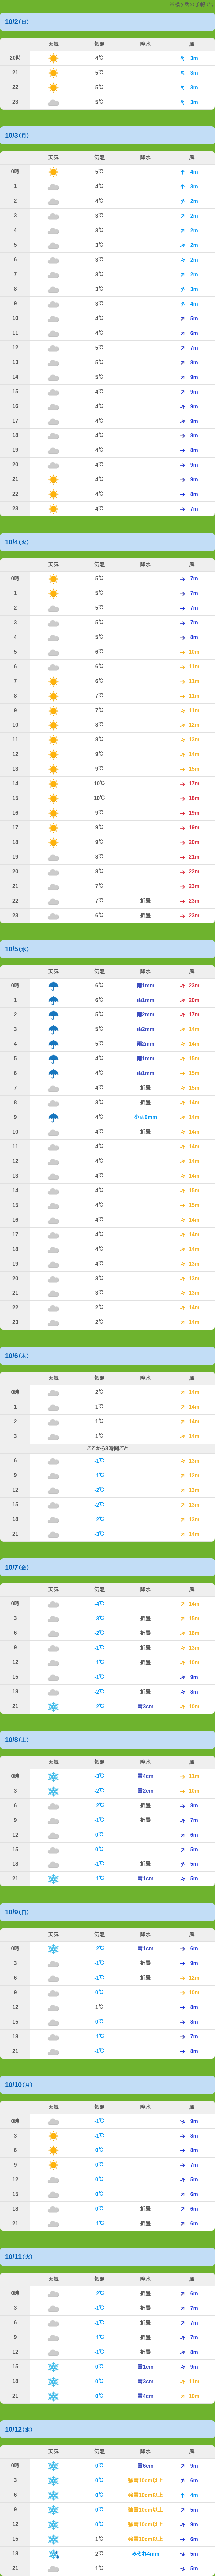 10/2(日)
天気 気温 降水 風
20時 4℃ 3m
21 5℃ 3m
22 5℃ 3m
23 5℃ 3m
10/3(月)
天気 気温 降水 風
0時 5℃ 4m
1 4℃ 3m
2 4℃ 2m
3 3℃ 2m
4 3℃ 2m
5 3℃ 2m
6 3℃ 2m
7 3℃ 2m
8 3℃ 3m
9 3℃ 4m
10 4℃ 5m
11 4℃ 6m
12 5℃ 7m
13 5℃ 8m
14 5℃ 9m
15 5℃ 9m
16 4℃ 9m
17 4℃ 9m
18 4℃ 8m
19 4℃ 8m
20 4℃ 9m
21 4℃ 9m
22 4℃ 8m
23 4℃ 7m
10/4(火)
天気 気温 降水 風
0時 5℃ 7m
1 5℃ 7m
2 5℃ 7m
3 5℃ 7m
4 5℃ 8m
5 6℃ 10m
6 6℃ 11m
7 6℃ 11m
8 7℃ 11m
9 7℃ 11m
10 8℃ 12m
11 8℃ 13m
12 9℃ 14m
13 9℃ 15m
14 10℃ 17m
15 10℃ 18m
16 9℃ 19m
17 9℃ 19m
18 9℃ 20m
19 8℃ 21m
20 8℃ 22m
21 7℃ 23m
22 7℃ 折畳 23m
23 6℃ 折畳 23m
10/5(水)
天気 気温 降水 風
0時 6℃ 雨1mm 23m
1 6℃ 雨1mm 20m
2 5℃ 雨2mm 17m
3 5℃ 雨2mm 14m
4 5℃ 雨2mm 14m
5 4℃ 雨1mm 15m
6 4℃ 雨1mm 15m
7 4℃ 折畳 15m
8 3℃ 折畳 14m
9 4℃ 小雨0mm 14m
10 4℃ 折畳 14m
11 4℃ 14m
12 4℃ 14m
13 4℃ 14m
14 4℃ 15m
15 4℃ 15m
16 4℃ 14m
17 4℃ 14m
18 4℃ 14m
19 4℃ 13m
20 3℃ 13m
21 3℃ 13m
22 2℃ 14m
23 2℃ 14m
10/6(木)
天気 気温 降水 風
0時 2℃ 14m
1 1℃ 14m
2 1℃ 14m
3 1℃ 14m
ここから3時間ごと
6 -1℃ 13m
9 -1℃ 12m
12 -2℃ 13m
15 -2℃ 13m
18 -2℃ 13m
21 -3℃ 14m
10/7(金)
天気 気温 降水 風
0時 -4℃ 14m
3 -3℃ 折畳 15m
6 -2℃ 折畳 16m
9 -1℃ 折畳 13m
12 -1℃ 折畳 10m
15 -1℃ 9m
18 -2℃ 折畳 8m
21 -2℃ 雪3cm 10m
10/8(土)
天気 気温 降水 風
0時 -3℃ 雪4cm 11m
3 -2℃ 雪2cm 10m
6 -2℃ 折畳 8m
9 -1℃ 折畳 7m
12 0℃ 6m
15 0℃ 5m
18 -1℃ 折畳 5m
21 -1℃ 雪1cm 5m
10/9(日)
天気 気温 降水 風
0時 -2℃ 雪1cm 6m
3 -1℃ 折畳 9m
6 -1℃ 折畳 12m
9 0℃ 10m
12 1℃ 8m
15 0℃ 8m
18 -1℃ 7m
21 -1℃ 8m
10/10(月)
天気 気温 降水 風
0時 -1℃ 9m
3 -1℃ 8m
6 0℃ 8m
9 0℃ 7m
12 0℃ 5m
15 0℃ 6m
18 0℃ 折畳 6m
21 -1℃ 折畳 6m
10/11(火)
天気 気温 降水 風
0時 -2℃ 折畳 6m
3 -1℃ 折畳 7m
6 -1℃ 折畳 7m
9 -1℃ 折畳 7m
12 -1℃ 折畳 8m
15 0℃ 雪1cm 9m
18 0℃ 雪3cm 11m
21 0℃ 雪4cm 10m
10/12(水)
天気 気温 降水 風
0時 0℃ 雪6cm 9m
3 0℃ 強雪10cm以上 6m
6 0℃ 強雪10cm以上 4m
9 0℃ 強雪10cm以上 5m
12 0℃ 強雪10cm以上 9m
15 1℃ 強雪10cm以上 6m
18 2℃ みぞれ4mm 5m
21 1℃ 5m